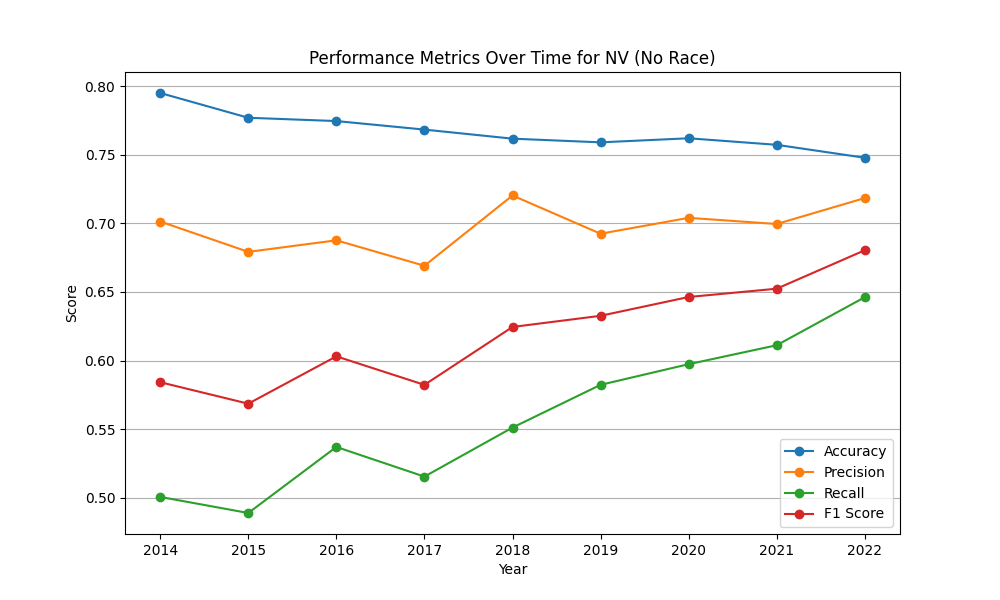 Performance Metrics Over Time for NV (No Race)
0.80
0.75
0.70
0.65
0.60
0.55
0.50
Score
2014 2015 2016 2017 2018 2019 2020 2021 2022
Year
Accuracy
Precision
Recall
F1 Score